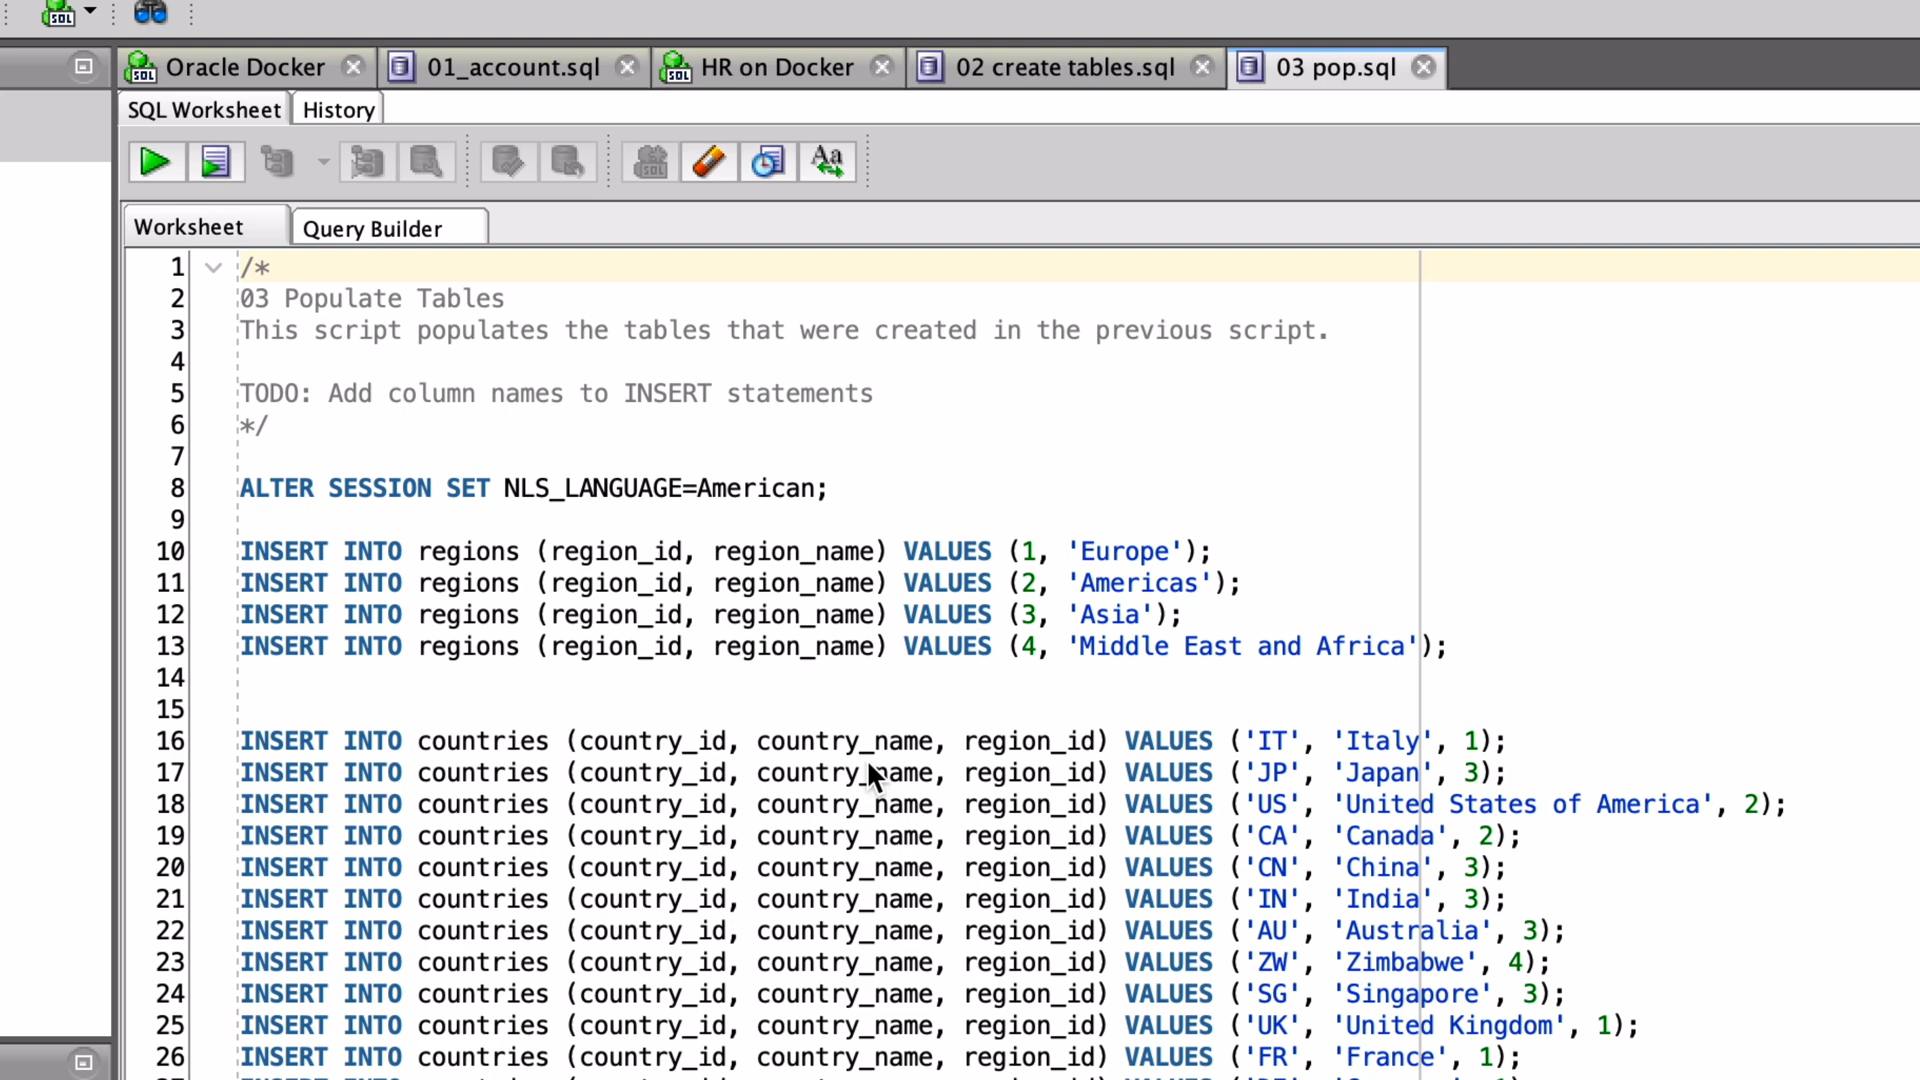 SQL
Oracle Docker
01_account.sql
HR on Docker
02 create tables.sql
03 pop.sql
SQL Worksheet
History
Worksheet
Query Builder
1 /*
2 03 Populate Tables
3 This script populates the tables that were created in the previous script.
4
5 TODO: Add column names to INSERT statements
6 */
7
8 ALTER SESSION SET NLS_LANGUAGE=American;
9
10 INSERT INTO regions (region_id, region_name) VALUES (1, 'Europe');
11 INSERT INTO regions (region_id, region_name) VALUES (2, 'Americas');
12 INSERT INTO regions (region_id, region_name) VALUES (3, 'Asia');
13 INSERT INTO regions (region_id, region_name) VALUES (4, 'Middle East and Africa');
14
15
16 INSERT INTO countries (country_id, country_name, region_id) VALUES ('IT', 'Italy', 1);
17 INSERT INTO countries (country_id, country_name, region_id) VALUES ('JP', 'Japan', 3);
18 INSERT INTO countries (country_id, country_name, region_id) VALUES ('US', 'United States of America', 2);
19 INSERT INTO countries (country_id, country_name, region_id) VALUES ('CA', 'Canada', 2);
20 INSERT INTO countries (country_id, country_name, region_id) VALUES ('CN', 'China', 3);
21 INSERT INTO countries (country_id, country_name, region_id) VALUES ('IN', 'India', 3);
22 INSERT INTO countries (country_id, country_name, region_id) VALUES ('AU', 'Australia', 3);
23 INSERT INTO countries (country_id, country_name, region_id) VALUES ('ZW', 'Zimbabwe', 4);
24 INSERT INTO countries (country_id, country_name, region_id) VALUES ('SG', 'Singapore', 3);
25 INSERT INTO countries (country_id, country_name, region_id) VALUES ('UK', 'United Kingdom', 1);
26 INSERT INTO countries (country_id, country_name, region_id) VALUES ('FR', 'France', 1);